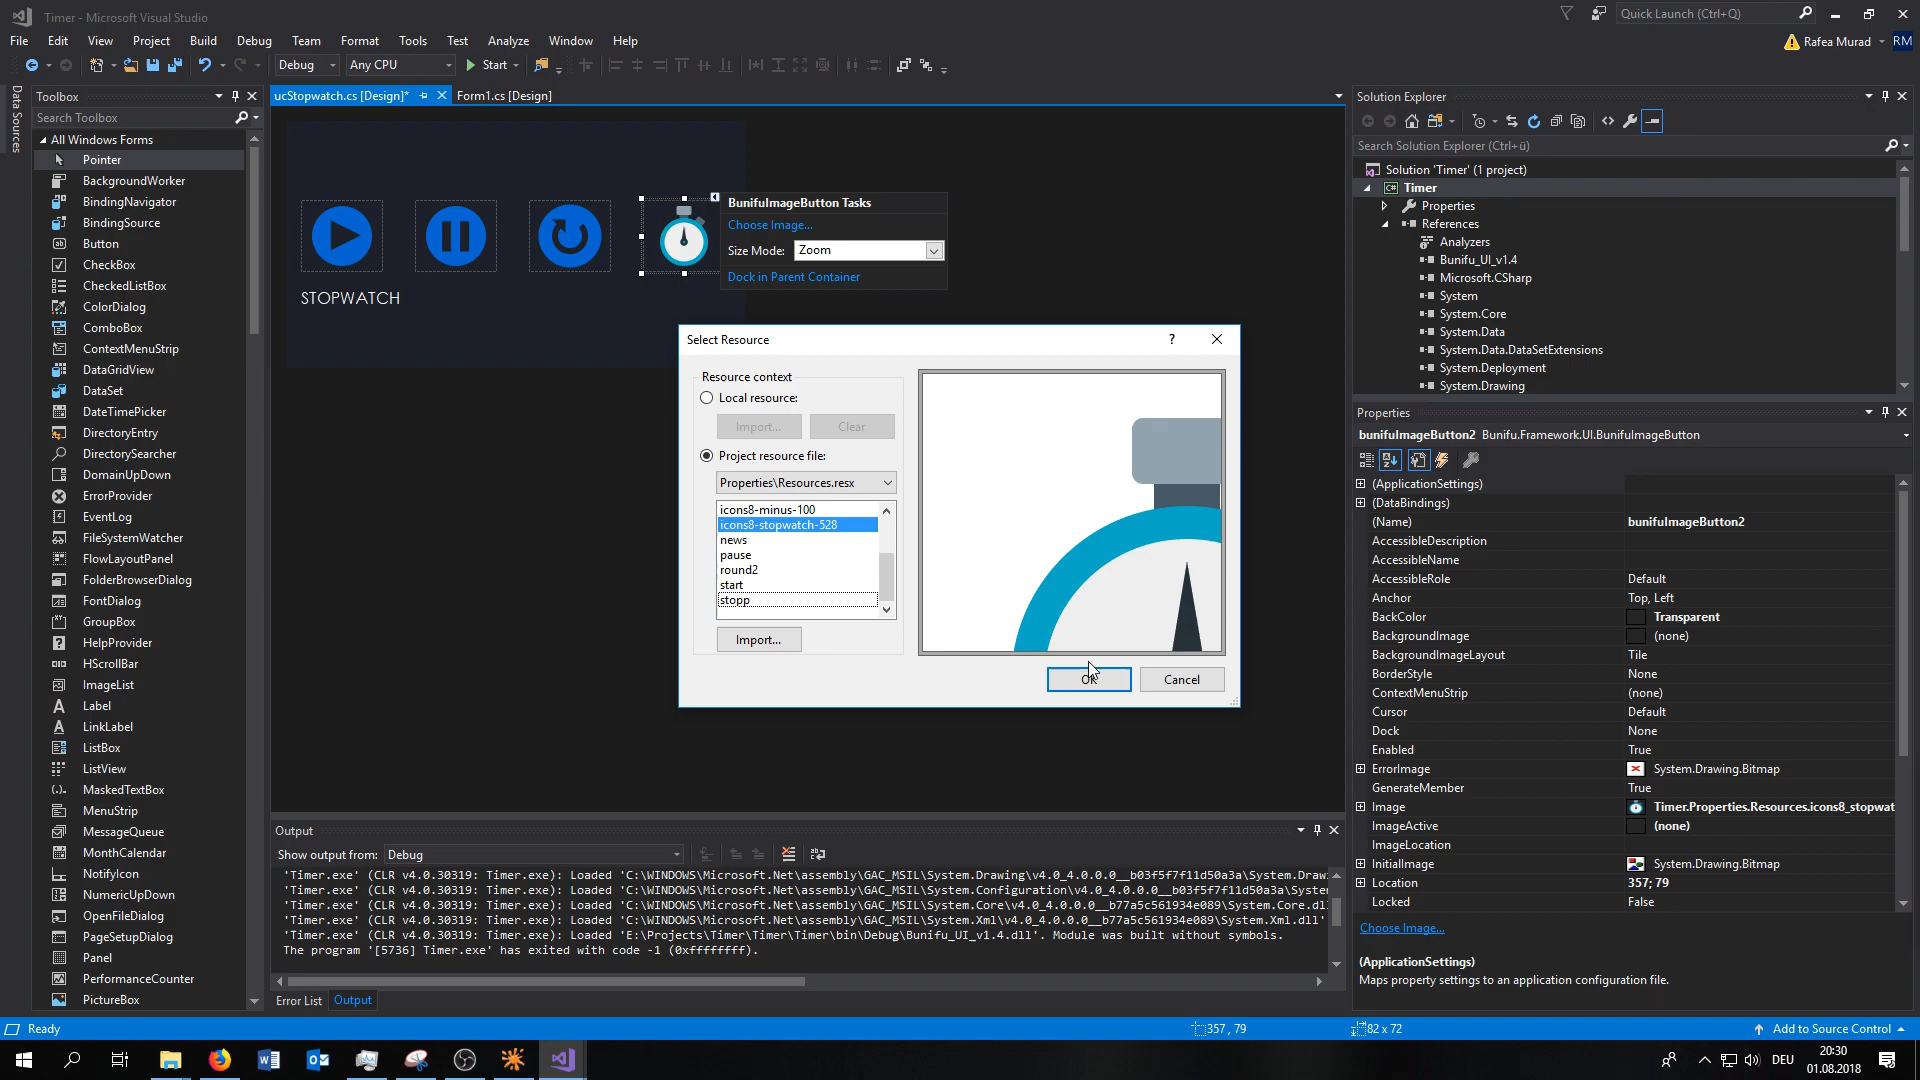 Timer - Microsoft Visual Studio
Quick Launch (Ctrl+Q)
File Edit View Project Build Debug Team Format Tools Test Analyze Window Help
Rafea Murad
RM
Debug
Any CPU
Start
Data Sources
Toolbox
Search Toolbox
All Windows Forms
Pointer
BackgroundWorker
BindingNavigator
BindingSource
Button
CheckBox
CheckedListBox
ColorDialog
ComboBox
ContextMenuStrip
DataGridView
DataSet
DateTimePicker
DirectoryEntry
DirectorySearcher
DomainUpDown
ErrorProvider
EventLog
FileSystemWatcher
FlowLayoutPanel
FolderBrowserDialog
FontDialog
GroupBox
HelpProvider
HScrollBar
ImageList
Label
LinkLabel
ListBox
ListView
MaskedTextBox
MenuStrip
MessageQueue
MonthCalendar
NotifyIcon
NumericUpDown
OpenFileDialog
PageSetupDialog
Panel
PerformanceCounter
PictureBox
ucStopwatch.cs [Design]*
Form1.cs [Design]
STOPWATCH
BunifuImageButton Tasks
Choose Image...
Size Mode:
Zoom
Dock in Parent Container
Select Resource
?
Resource context
Local resource:
Import...
Clear
Project resource file:
Properties\Resources.resx
icons8-minus-100
icons8-stopwatch-528
news
pause
round2
start
stopp
Import...
OK
Cancel
Output
Show output from:
Debug
'Timer.exe' (CLR v4.0.30319: Timer.exe): Loaded 'C:\WINDOWS\Microsoft.Net\assembly\GAC_MSIL\System.Drawing\v4.0_4.0.0.0__b03f5f7f11d50a3a\System.Draw
'Timer.exe' (CLR v4.0.30319: Timer.exe): Loaded 'C:\WINDOWS\Microsoft.Net\assembly\GAC_MSIL\System.Configuration\v4.0_4.0.0.0__b03f5f7f11d50a3a\System
'Timer.exe' (CLR v4.0.30319: Timer.exe): Loaded 'C:\WINDOWS\Microsoft.Net\assembly\GAC_MSIL\System.Core\v4.0_4.0.0.0__b77a5c561934e089\System.Core.dl
'Timer.exe' (CLR v4.0.30319: Timer.exe): Loaded 'C:\WINDOWS\Microsoft.Net\assembly\GAC_MSIL\System.Xml\v4.0_4.0.0.0__b77a5c561934e089\System.Xml.dll'
'Timer.exe' (CLR v4.0.30319: Timer.exe): Loaded 'E:\Projects\Timer\Timer\Timer\bin\Debug\Bunifu_UI_v1.4.dll'. Module was built without symbols.
The program '[5736] Timer.exe' has exited with code -1 (0xffffffff).
Error List
Output
Solution Explorer
Search Solution Explorer (Ctrl+ü)
Solution 'Timer' (1 project)
Timer
Properties
References
Analyzers
Bunifu_UI_v1.4
Microsoft.CSharp
System
System.Core
System.Data
System.Data.DataSetExtensions
System.Deployment
System.Drawing
Properties
bunifuImageButton2 Bunifu.Framework.UI.BunifuImageButton
(ApplicationSettings)
(DataBindings)
(Name) bunifuImageButton2
AccessibleDescription
AccessibleName
AccessibleRole Default
Anchor Top, Left
BackColor Transparent
BackgroundImage (none)
BackgroundImageLayout Tile
BorderStyle None
ContextMenuStrip (none)
Cursor Default
Dock None
Enabled True
ErrorImage System.Drawing.Bitmap
GenerateMember True
Image Timer.Properties.Resources.icons8_stopwat
ImageActive (none)
ImageLocation
InitialImage System.Drawing.Bitmap
Location 357; 79
Locked False
Choose Image...
(ApplicationSettings)
Maps property settings to an application configuration file.
Ready
357 , 79
82 x 72
Add to Source Control
DEU
20:30
01.08.2018